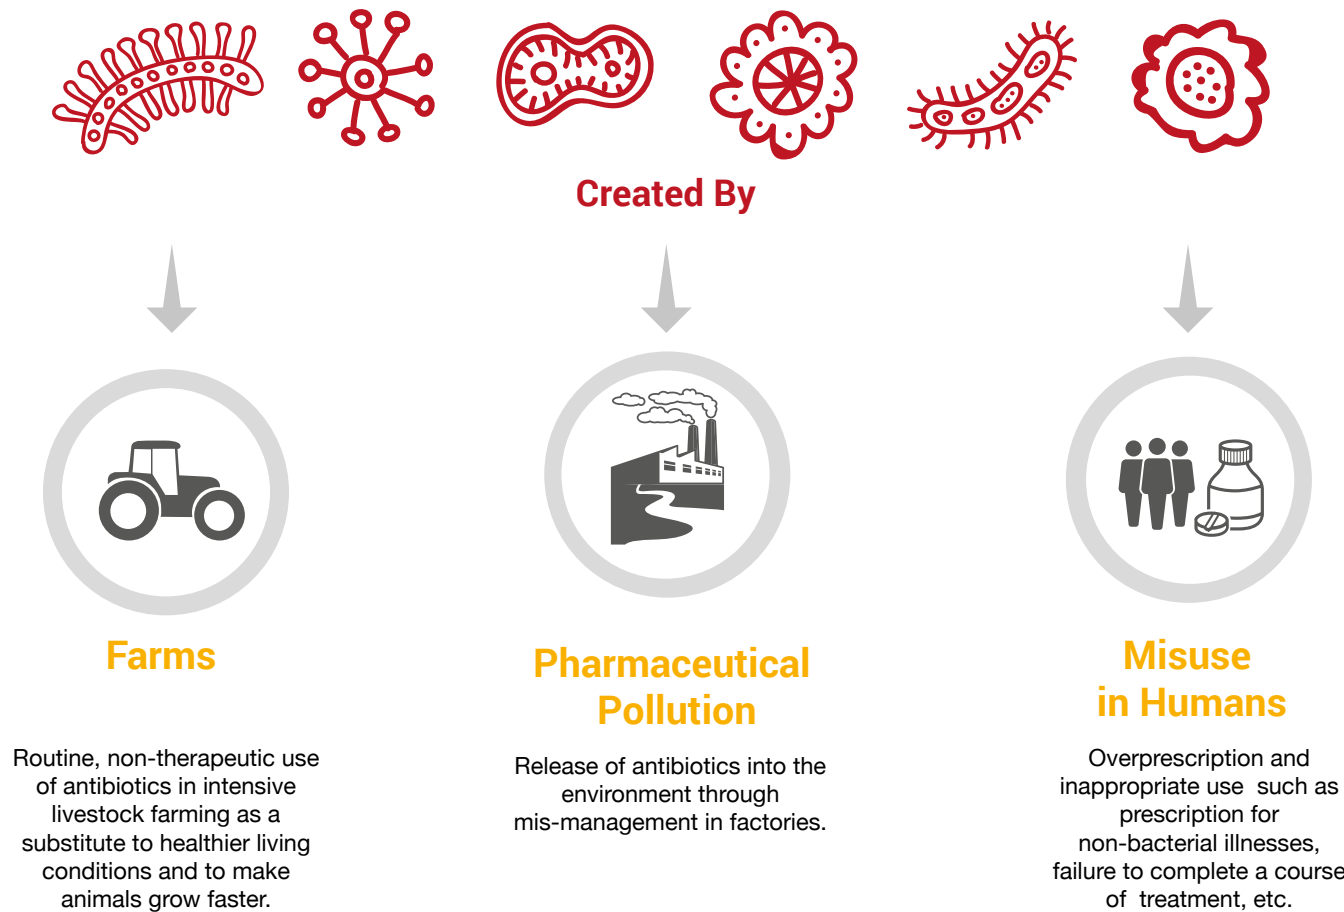 Created By
Farms
Routine, non-therapeutic use
of antibiotics in intensive
livestock farming as a
substitute to healthier living
conditions and to make
animals grow faster.
Pharmaceutical
Pollution
Release of antibiotics into the
environment through
mis-management in factories.
Misuse
in Humans
Overprescription and
inappropriate use  such as
prescription for
non-bacterial illnesses,
failure to complete a course
of  treatment, etc.